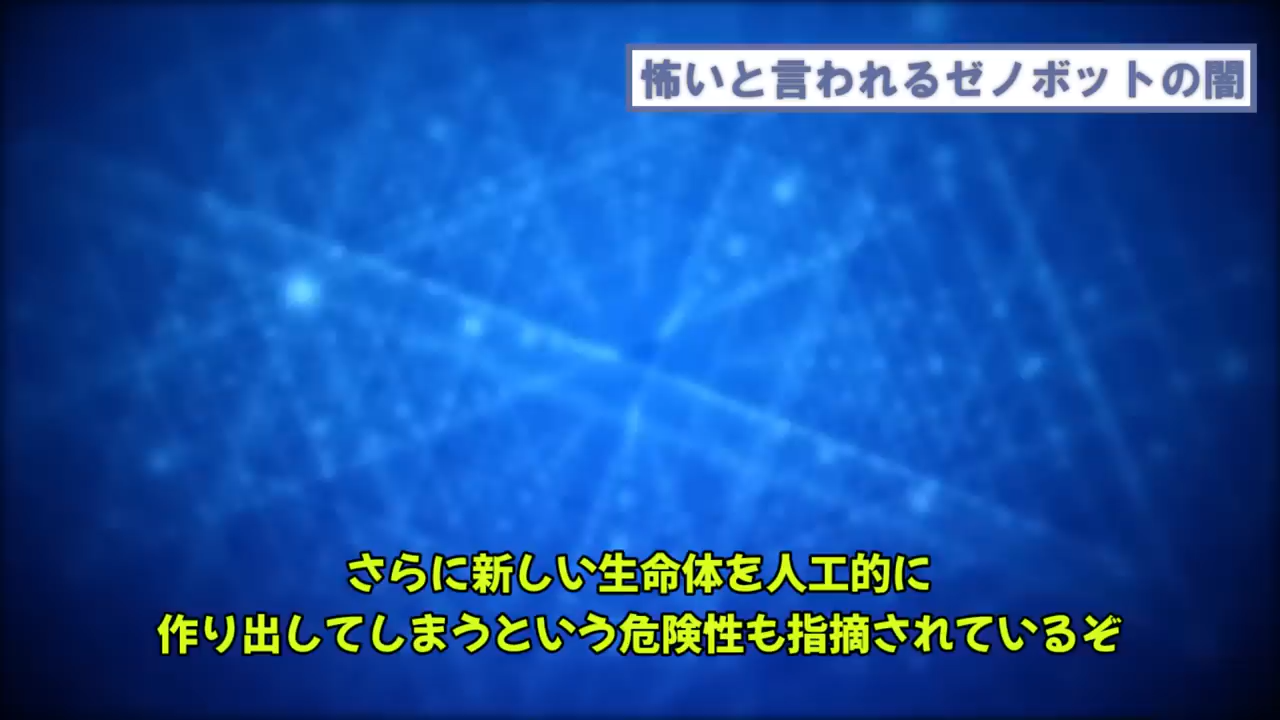 怖いと言われるゼノボットの闇
さらに新しい生命体を人工的に
作り出してしまうという危険性も指摘されているぞ